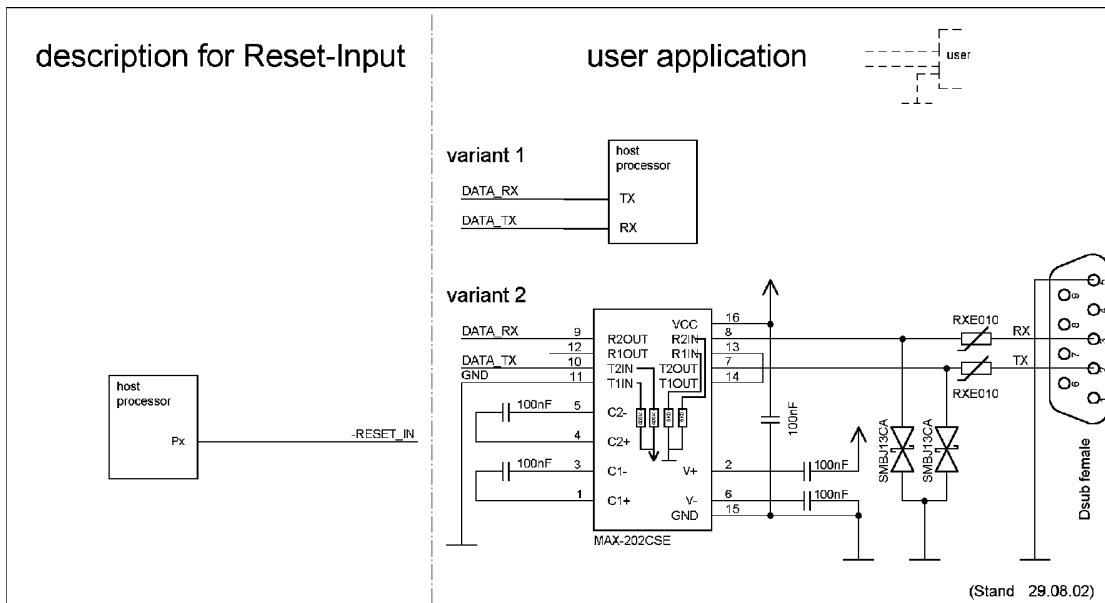 description for Reset-Input
user application
user
variant 1
host
processor
DATA_RX
TX
DATA_TX
RX
variant 2
DATA_RX 9 R2OUT
12 R1OUT
DATA_TX 10 T2IN
GND 11 T1IN
100nF 5 C2-
4 C2+
100nF 3 C1-
1 C1+
VCC 16
R2IN 8
R1IN 13
T2OUT 7
T1OUT 14
V+ 2 100nF
V- 6 100nF
GND 15
100nF
MAX-202CSE
RXE010
RX
TX
RXE010
SMBJ13CA
SMBJ13CA
Dsub female
host
processor
Px
-RESET_IN
(Stand 29.08.02)